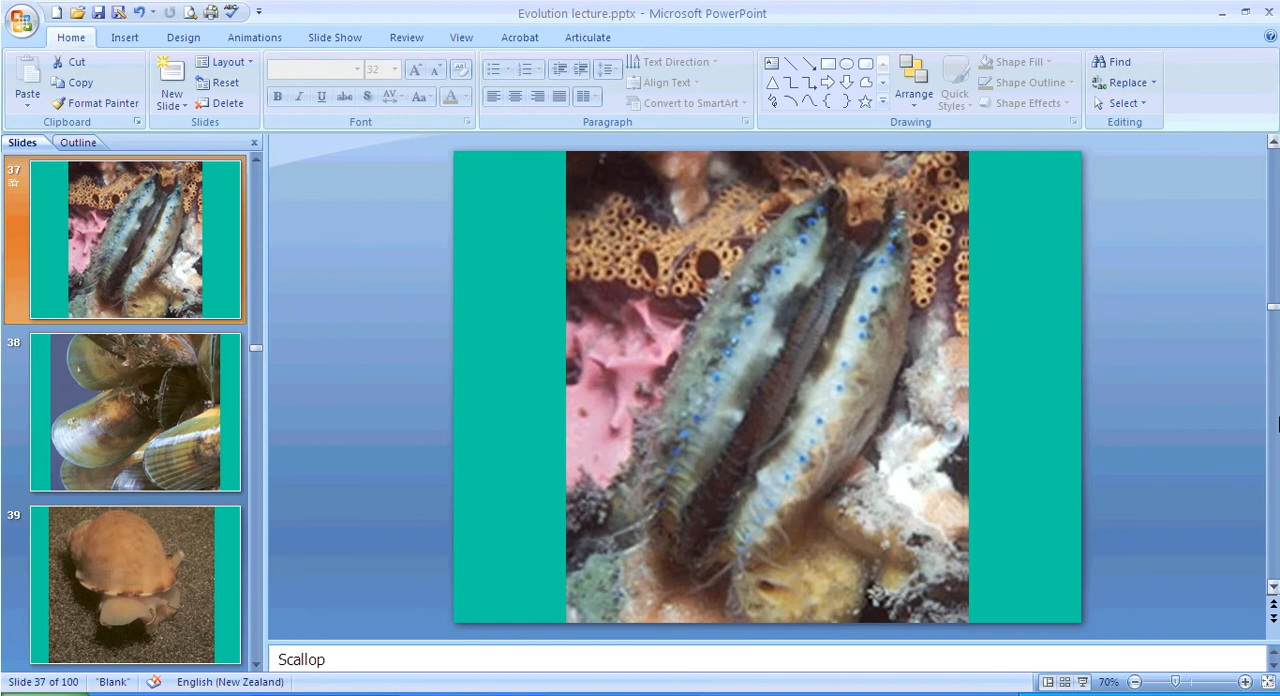 Evolution lecture.pptx - Microsoft PowerPoint
Home Insert Design Animations Slide Show Review View Acrobat Articulate
Paste Cut Copy Format Painter
New Slide Layout Reset Delete
32
B I U abc S AV Aa A
Text Direction Align Text Convert to SmartArt
Arrange Quick Styles Shape Fill Shape Outline Shape Effects
Find Replace Select
Clipboard Slides Font Paragraph Drawing Editing
Slides Outline
37
38
39
Scallop
Slide 37 of 100 "Blank" English (New Zealand) 70%